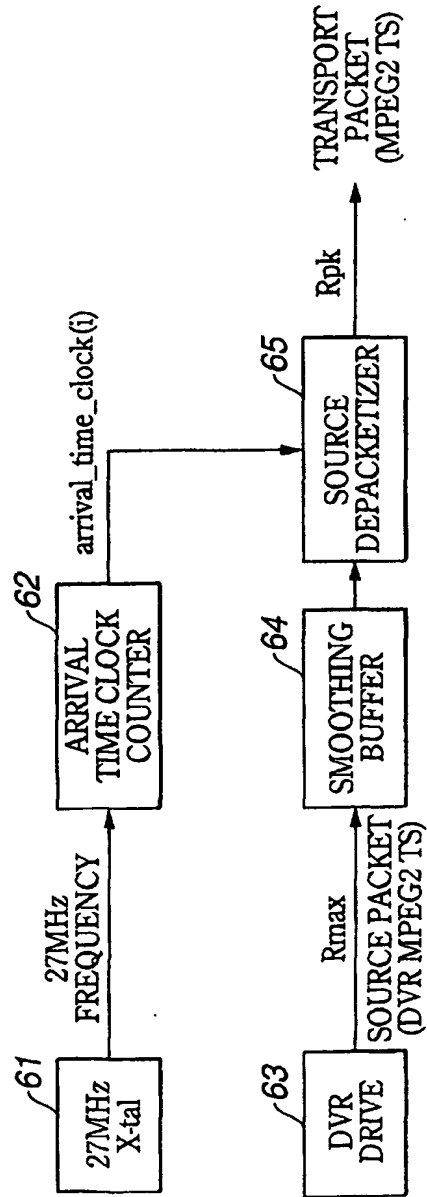 61
27MHz
X-tal
27MHz
FREQUENCY
62
ARRIVAL
TIME CLOCK
COUNTER
arrival_time_clock(i)
63
DVR
DRIVE
Rmax
SOURCE PACKET
(DVR MPEG2 TS)
64
SMOOTHING
BUFFER
65
SOURCE
DEPACKETIZER
Rpk
TRANSPORT
PACKET
(MPEG2 TS)